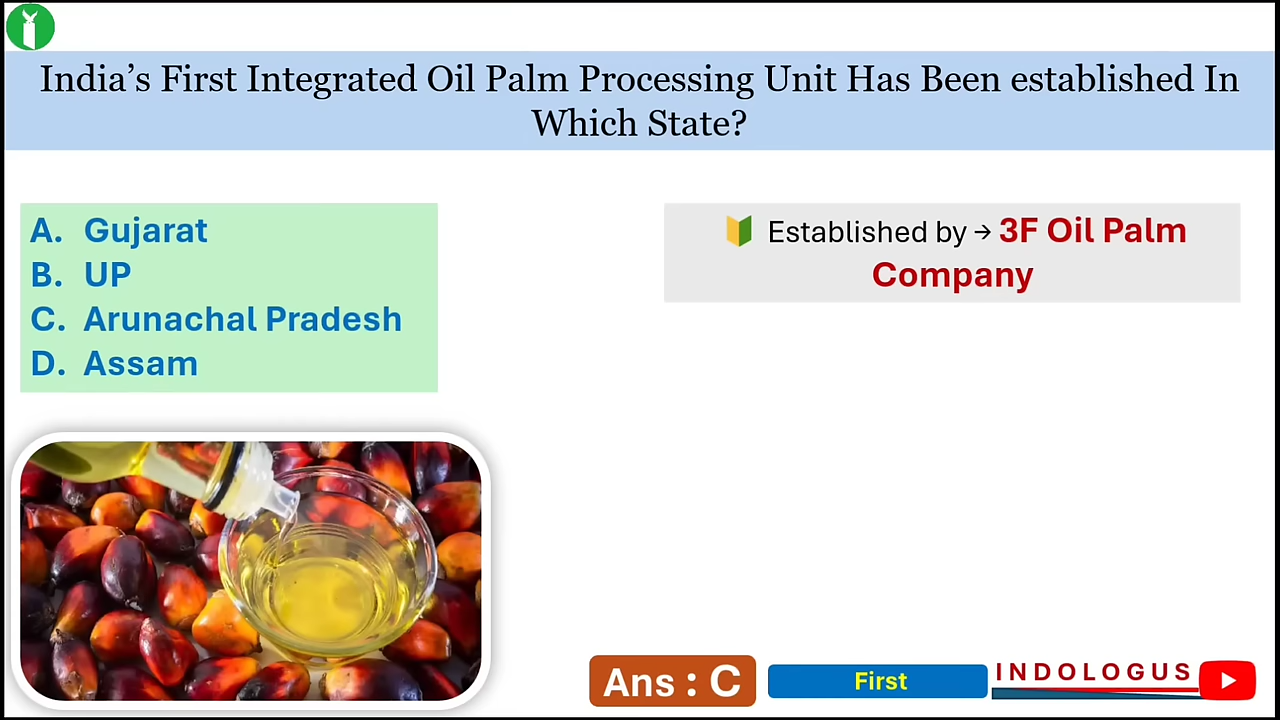 India’s First Integrated Oil Palm Processing Unit Has Been established In
Which State?
A. Gujarat
B. UP
C. Arunachal Pradesh
D. Assam
Established by → 3F Oil Palm
Company
Ans : C
First
INDOLOGUS